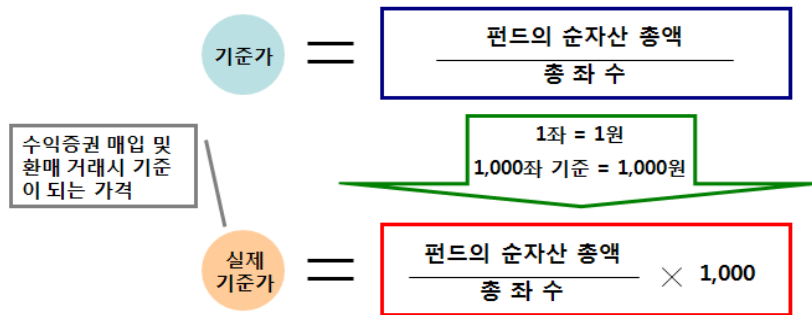 기준가
=
펀드의 순자산 총액
총 좌 수
1좌 = 1원
1,000좌 기준 = 1,000원
수익증권 매입 및
환매 거래시 기준
이 되는 가격
실제
기준가
=
펀드의 순자산 총액
총 좌 수
× 1,000